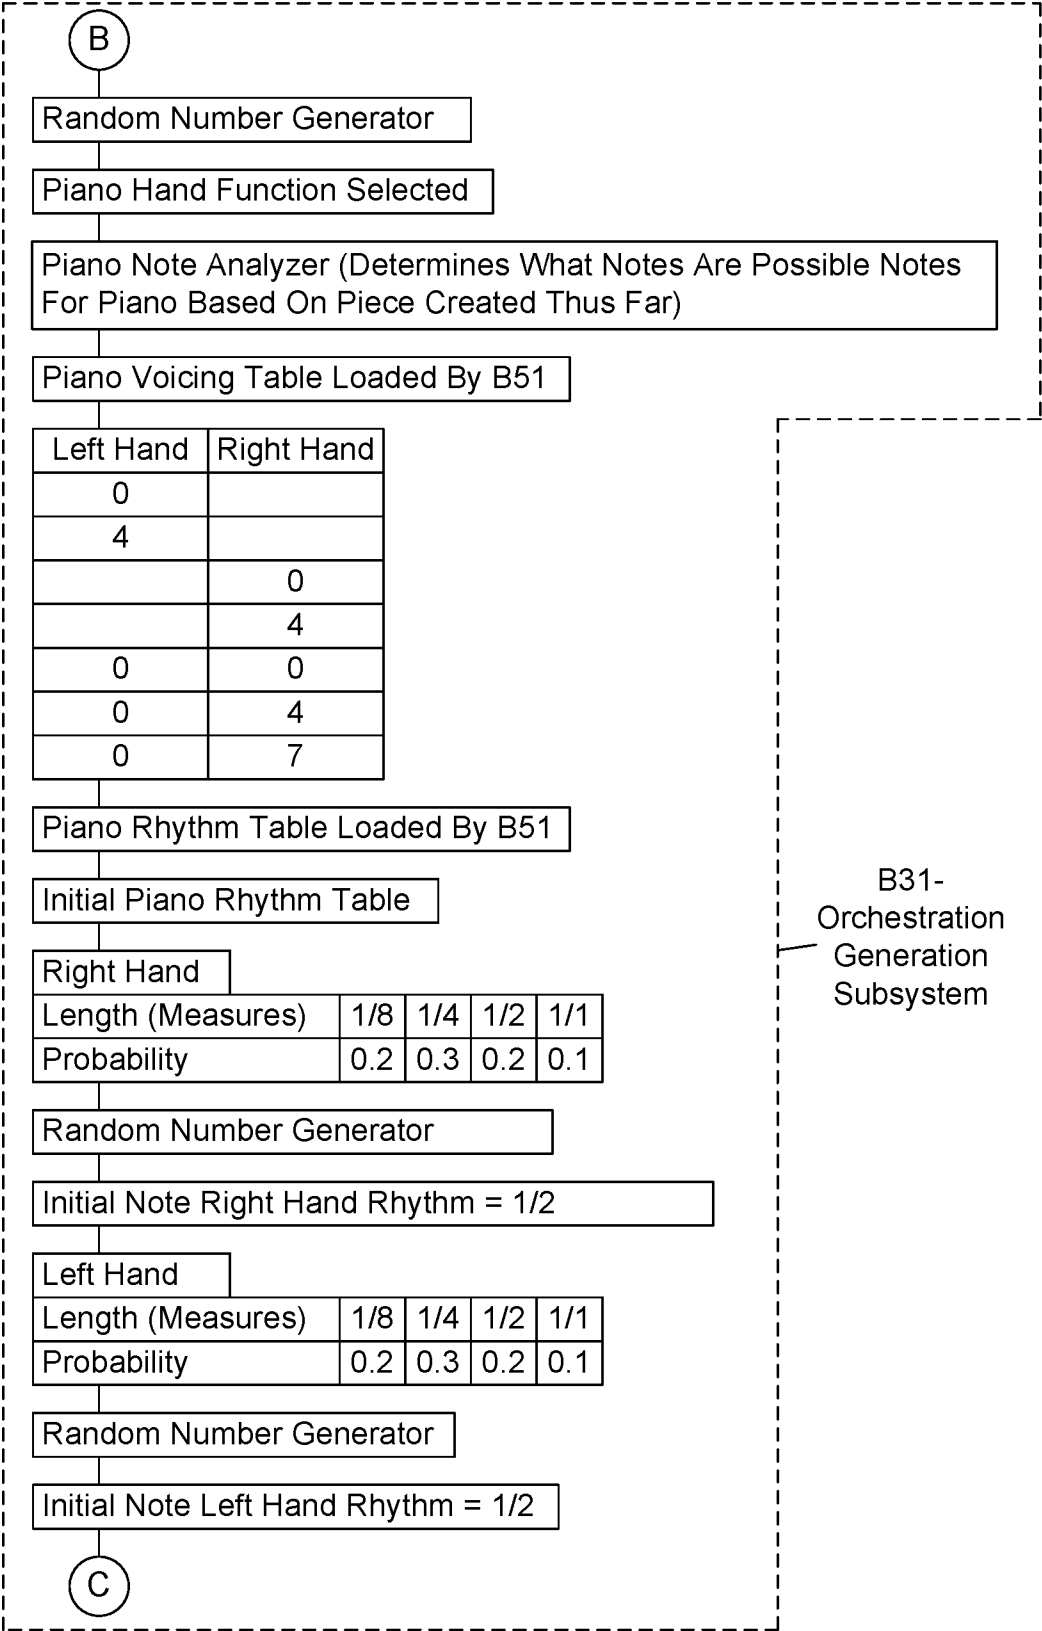 B
Random Number Generator
Piano Hand Function Selected
Piano Note Analyzer (Determines What Notes Are Possible Notes
For Piano Based On Piece Created Thus Far)
Piano Voicing Table Loaded By B51
Left Hand Right Hand
0
4
0
4
0 0
0 4
0 7
Piano Rhythm Table Loaded By B51
Initial Piano Rhythm Table
Right Hand
Length (Measures) 1/8 1/4 1/2 1/1
Probability 0.2 0.3 0.2 0.1
Random Number Generator
Initial Note Right Hand Rhythm = 1/2
Left Hand
Length (Measures) 1/8 1/4 1/2 1/1
Probability 0.2 0.3 0.2 0.1
Random Number Generator
Initial Note Left Hand Rhythm = 1/2
C
B31-
Orchestration
Generation
Subsystem